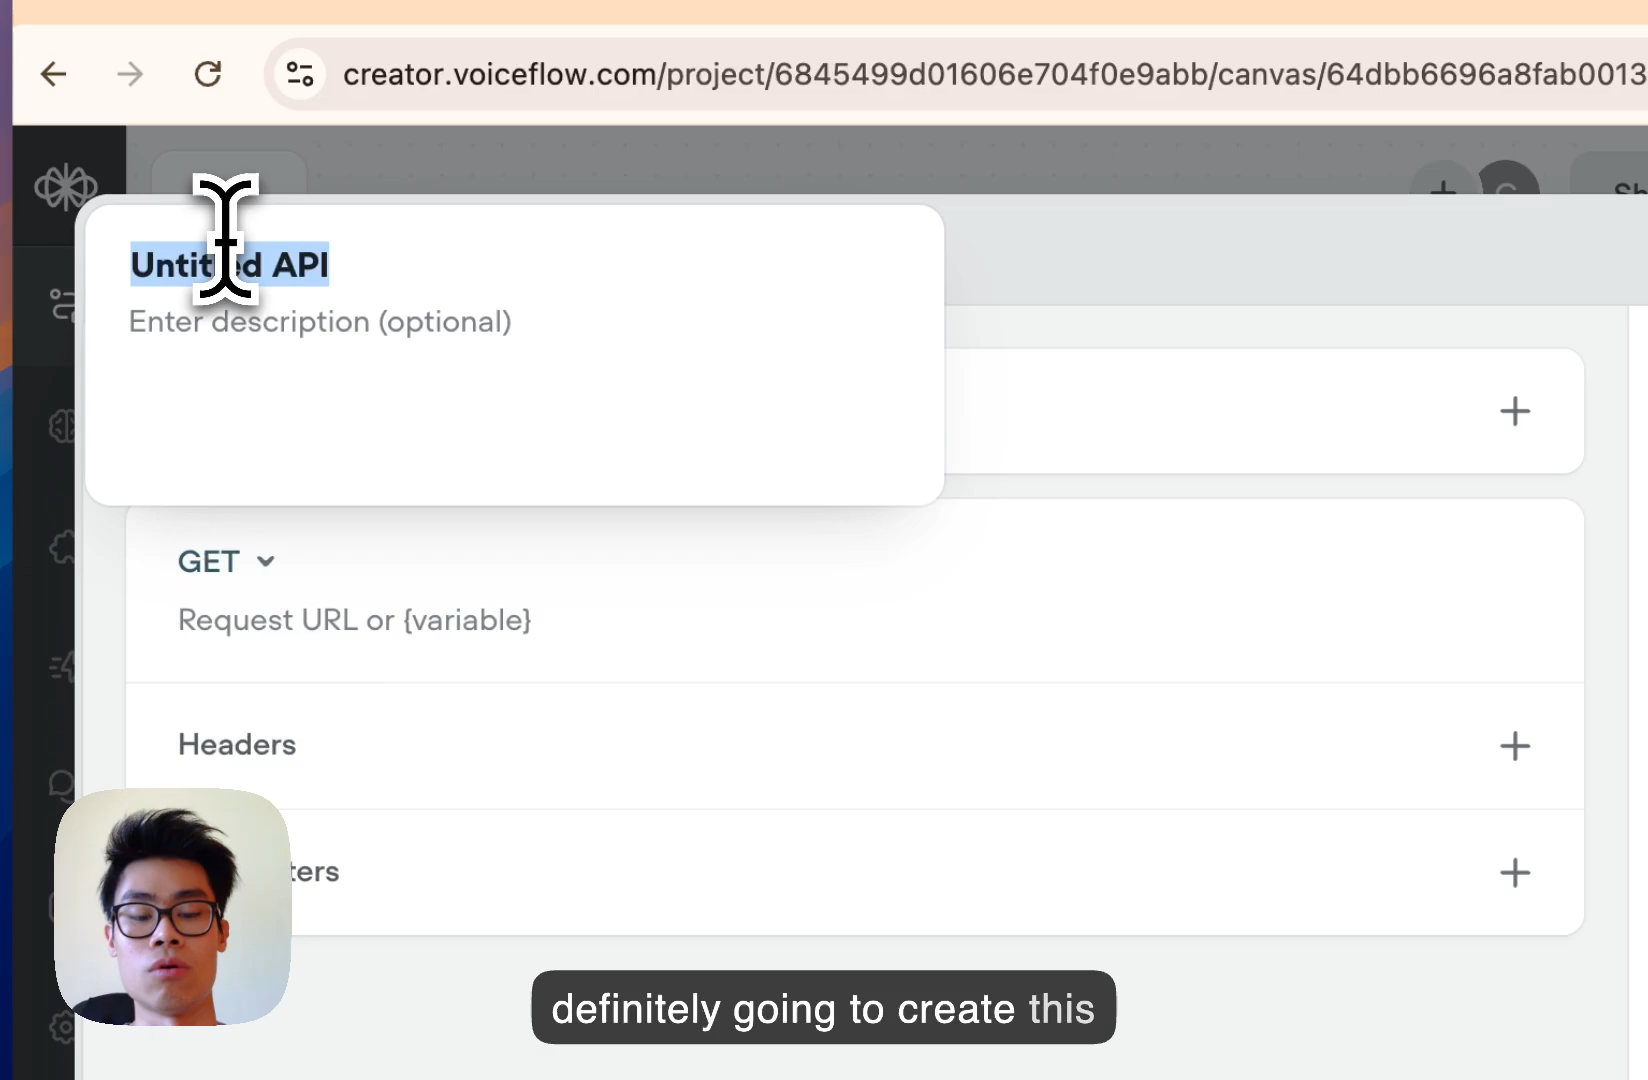 creator.voiceflow.com/project/6845499d01606e704f0e9abb/canvas/64dbb6696a8fab0013
Untitled API
Enter description (optional)
GET
Request URL or {variable}
Headers
ters
definitely going to create this